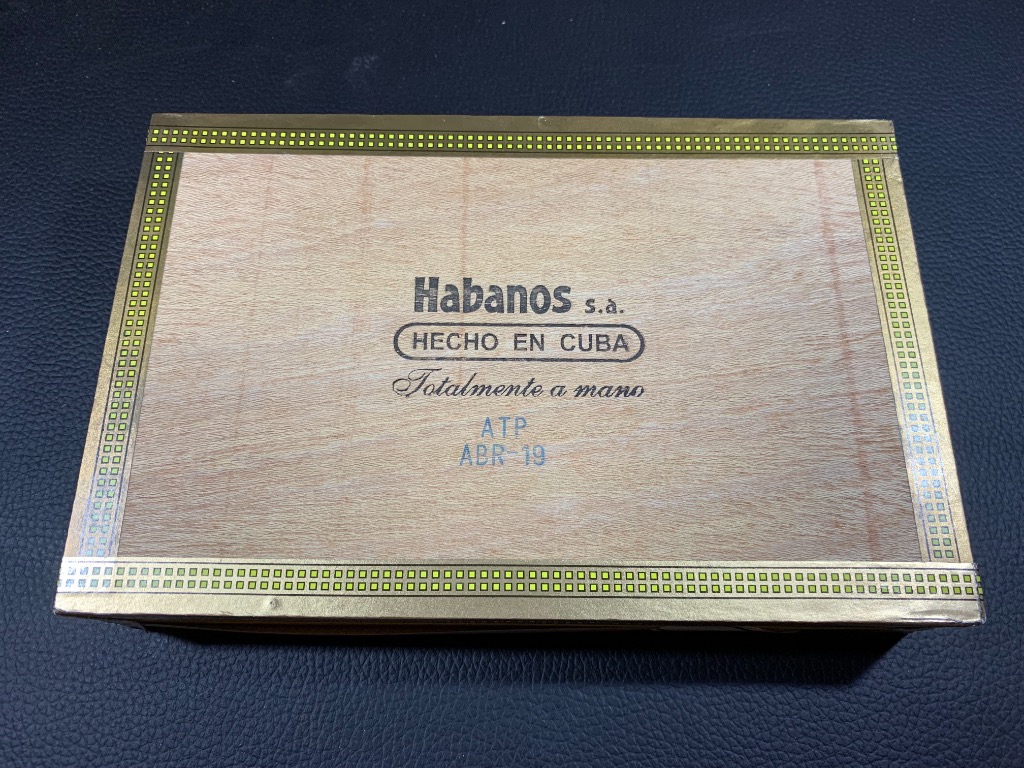 Habanos s.a.
HECHO EN CUBA
Totalmente a mano
ATP
ABR-19